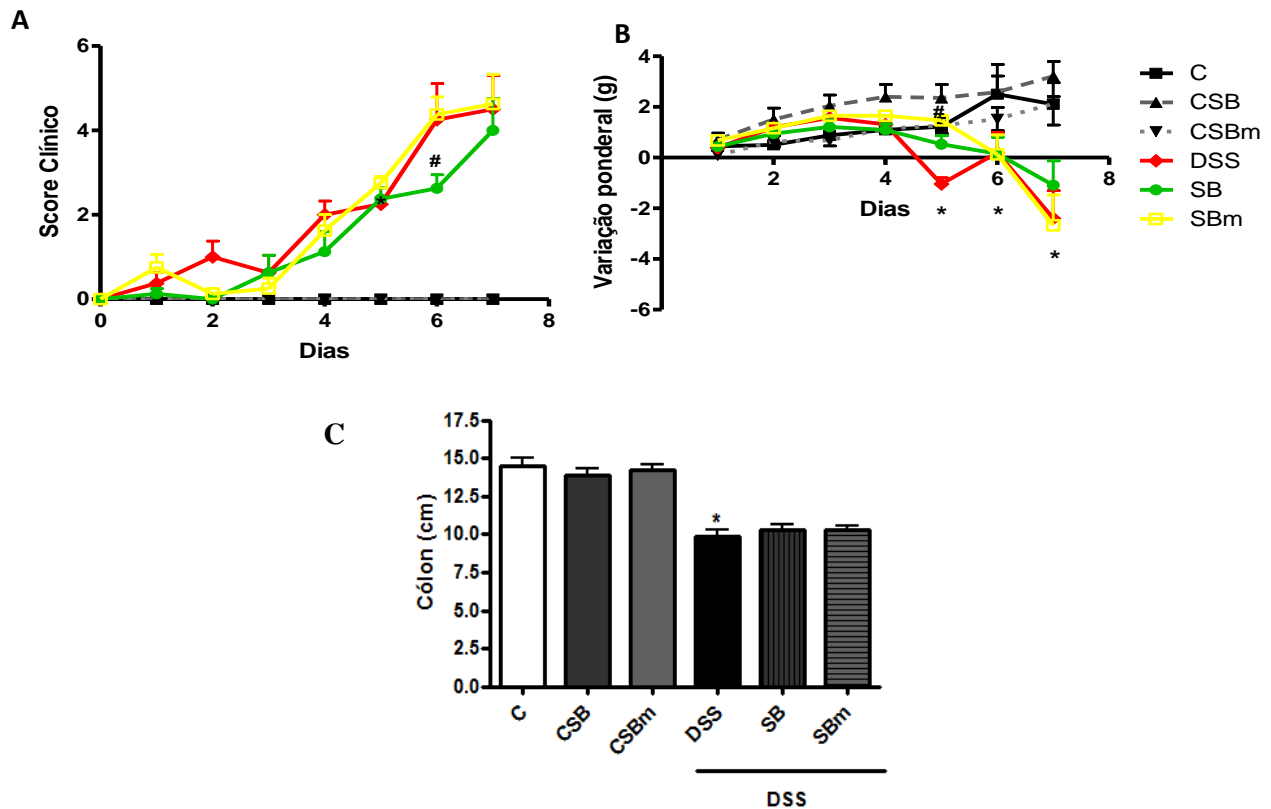 A
Score Clínico
6
4
2
0
0
2
4
6
8
*
#
Dias
B
Variação ponderal (g)
4
2
0
-2
-4
-6
2
4
6
8
Dias
#
*
*
*
C
CSB
CSBm
DSS
SB
SBm
C
Cólon (cm)
17.5
15.0
12.5
10.0
7.5
5.0
2.5
0.0
*
C
CSB
CSBm
DSS
SB
SBm
DSS